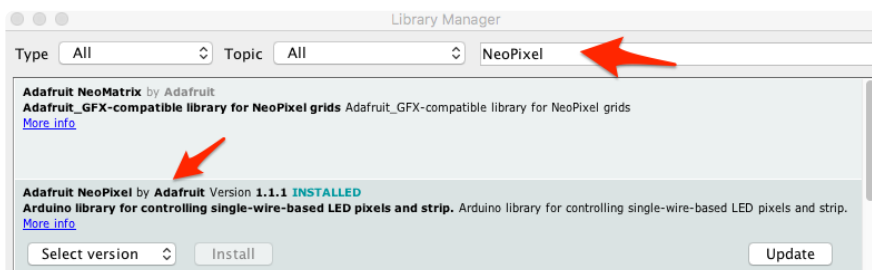 Library Manager
Type All Topic All NeoPixel
Adafruit NeoMatrix by Adafruit
Adafruit_GFX-compatible library for NeoPixel grids Adafruit_GFX-compatible library for NeoPixel grids
More info
Adafruit NeoPixel by Adafruit Version 1.1.1 INSTALLED
Arduino library for controlling single-wire-based LED pixels and strip. Arduino library for controlling single-wire-based LED pixels and strip.
More info
Select version Install Update